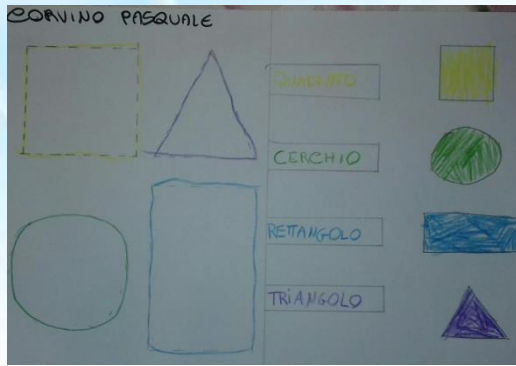 CORVINO PASQUALE
QUADRATO
CERCHIO
RETTANGOLO
TRIANGOLO